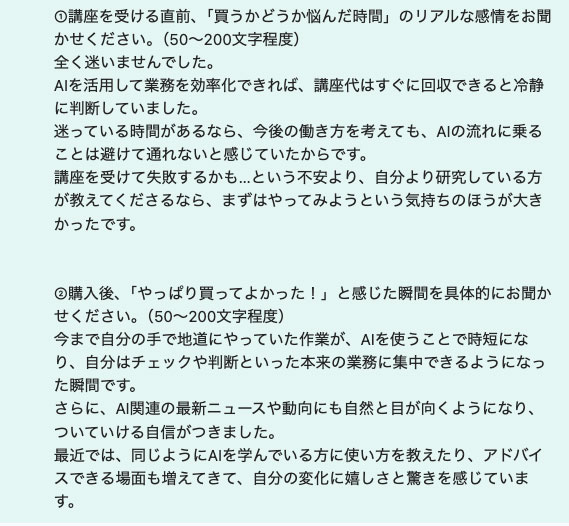 ①講座を受ける直前、「買うかどうか悩んだ時間」のリアルな感情をお聞
かせください。（50〜200文字程度）
全く迷いませんでした。
AIを活用して業務を効率化できれば、講座代はすぐに回収できると冷静
に判断していました。
迷っている時間があるなら、今後の働き方を考えても、AIの流れに乗る
ことは避けて通れないと感じていたからです。
講座を受けて失敗するかも...という不安より、自分より研究している方
が教えてくださるなら、まずはやってみようという気持ちのほうが大き
かったです。
②購入後、「やっぱり買ってよかった！」と感じた瞬間を具体的にお聞か
せください。（50〜200文字程度）
今まで自分の手で地道にやっていた作業が、AIを使うことで時短にな
り、自分はチェックや判断といった本来の業務に集中できるようになっ
た瞬間です。
さらに、AI関連の最新ニュースや動向にも自然と目が向くようになり、
ついていける自信がつきました。
最近では、同じようにAIを学んでいる方に使い方を教えたり、アドバイ
スできる場面も増えてきて、自分の変化に嬉しさと驚きを感じていま
す。